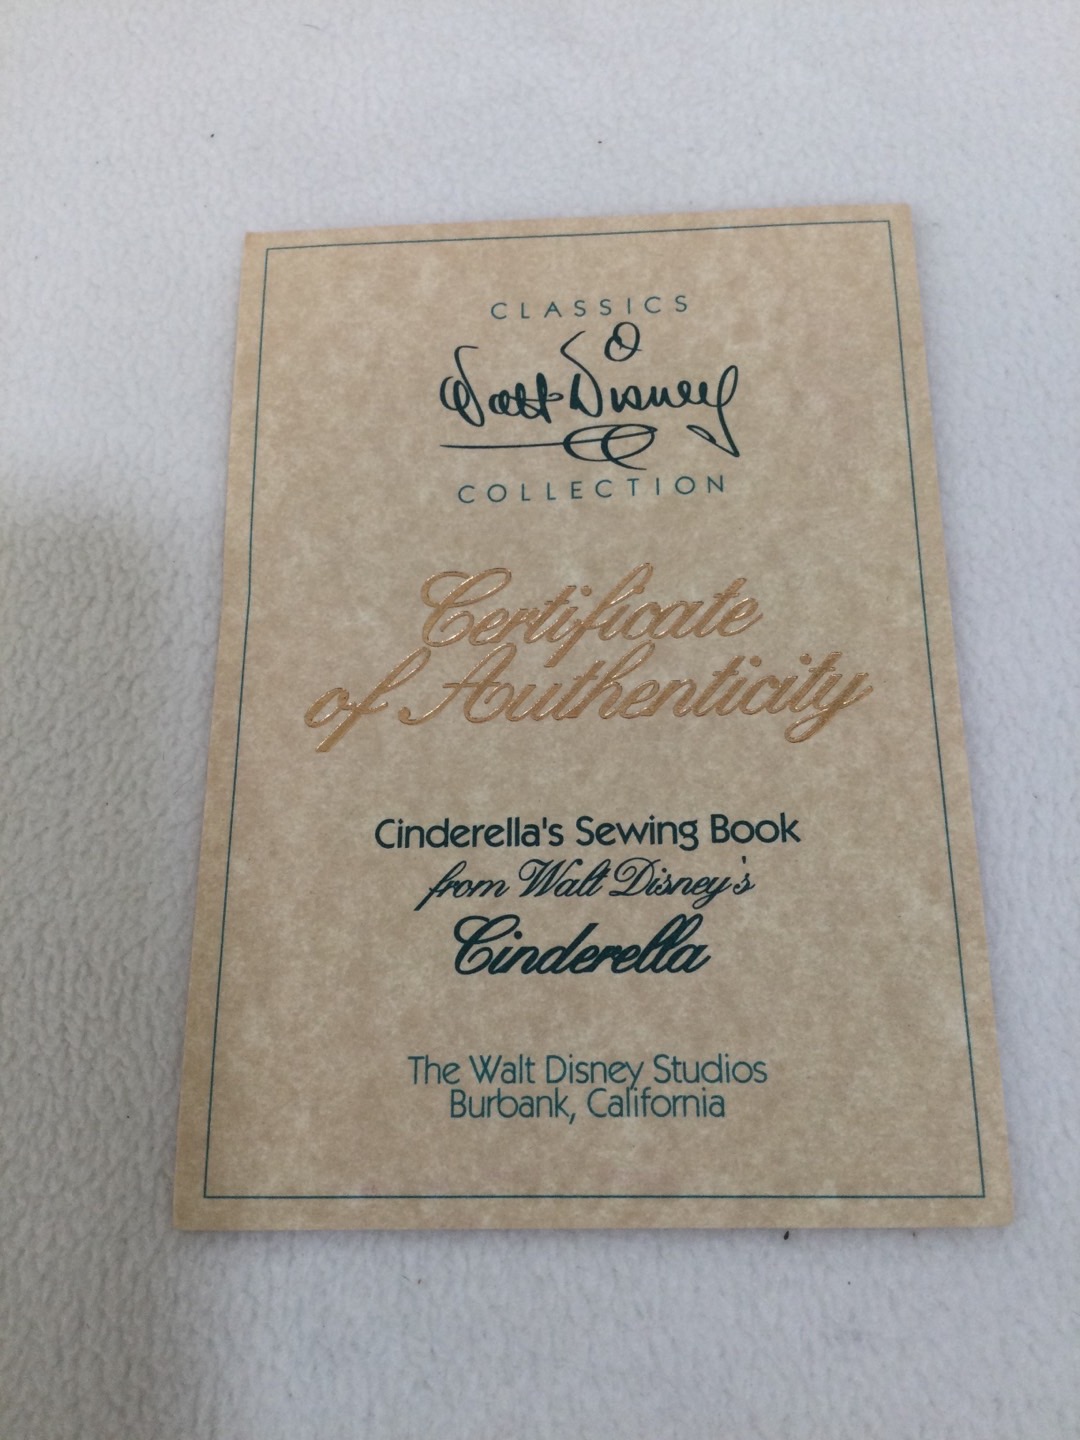 CLASSICS
Walt Disney
COLLECTION
Certificate
of Authenticity
Cinderella's Sewing Book
from Walt Disney's
Cinderella
The Walt Disney Studios
Burbank, California